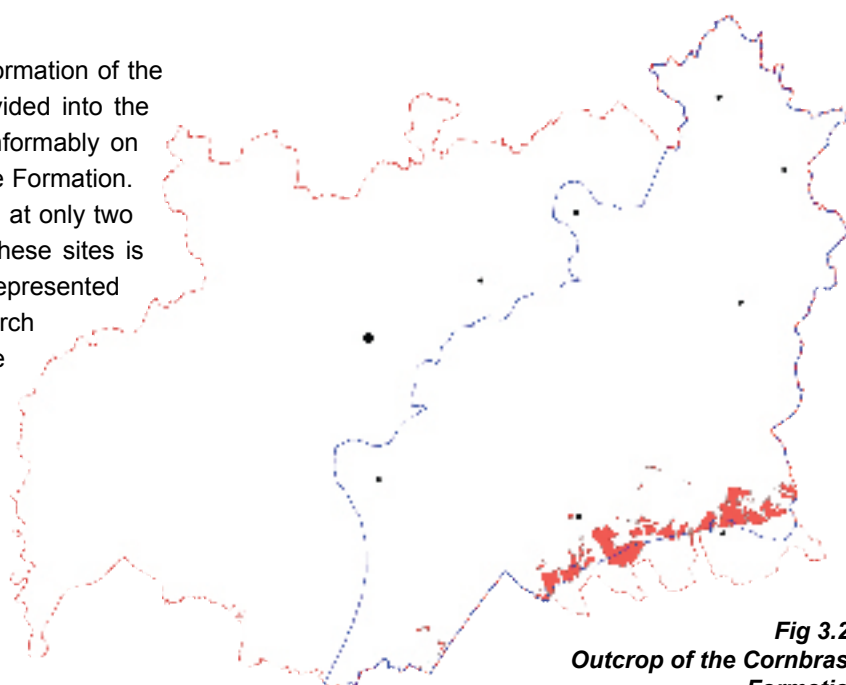 ormation of the
vided into the
nformably on
e Formation.
at only two
hese sites is
epresented
rch
e
Fig 3.2
Outcrop of the Cornbras
Formatio